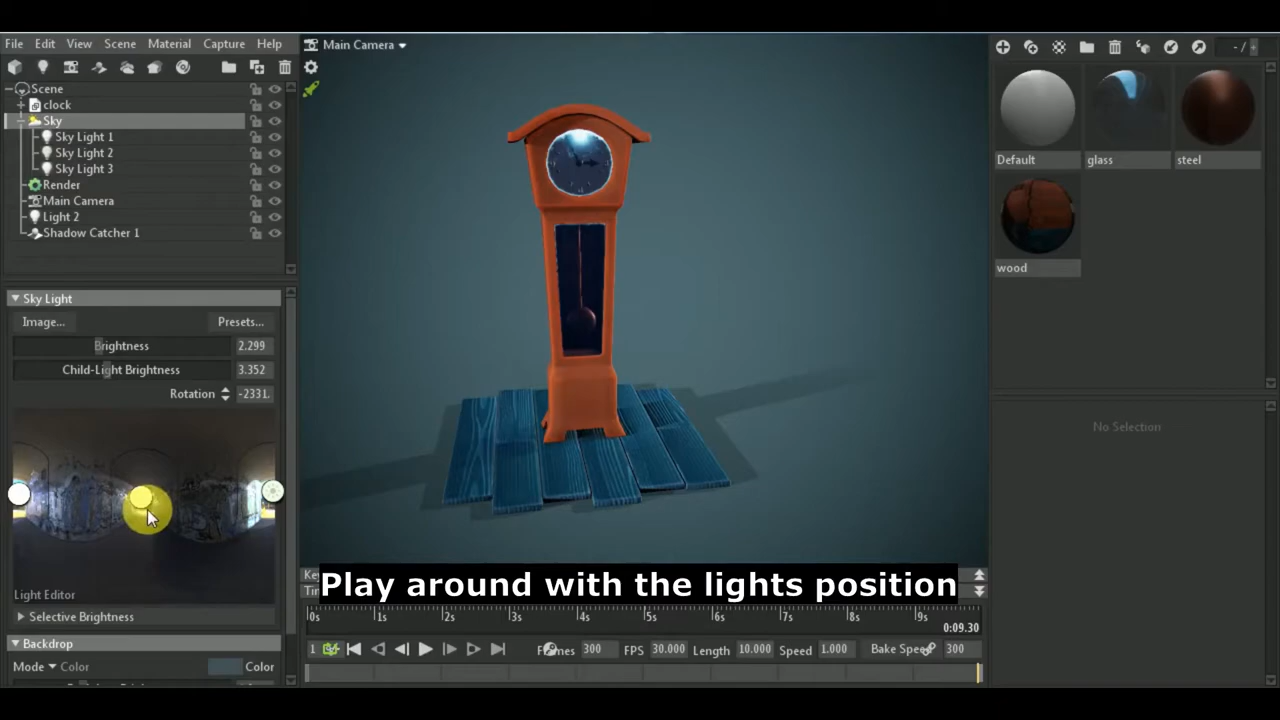 File Edit View Scene Material Capture Help
Main Camera
- / +
Scene
clock
Sky
Sky Light 1
Sky Light 2
Sky Light 3
Render
Main Camera
Light 2
Shadow Catcher 1
Default glass steel
wood
Sky Light
Image... Presets...
Brightness 2.299
Child-Light Brightness 3.352
Rotation -2331.
Light Editor
Selective Brightness
Backdrop
Mode Color Color
No Selection
Play around with the lights position
0s 1s 2s 3s 4s 5s 6s 7s 8s 9s
0:09.30
1 Frames 300 FPS 30.000 Length 10.000 Speed 1.000 Bake Speed 300